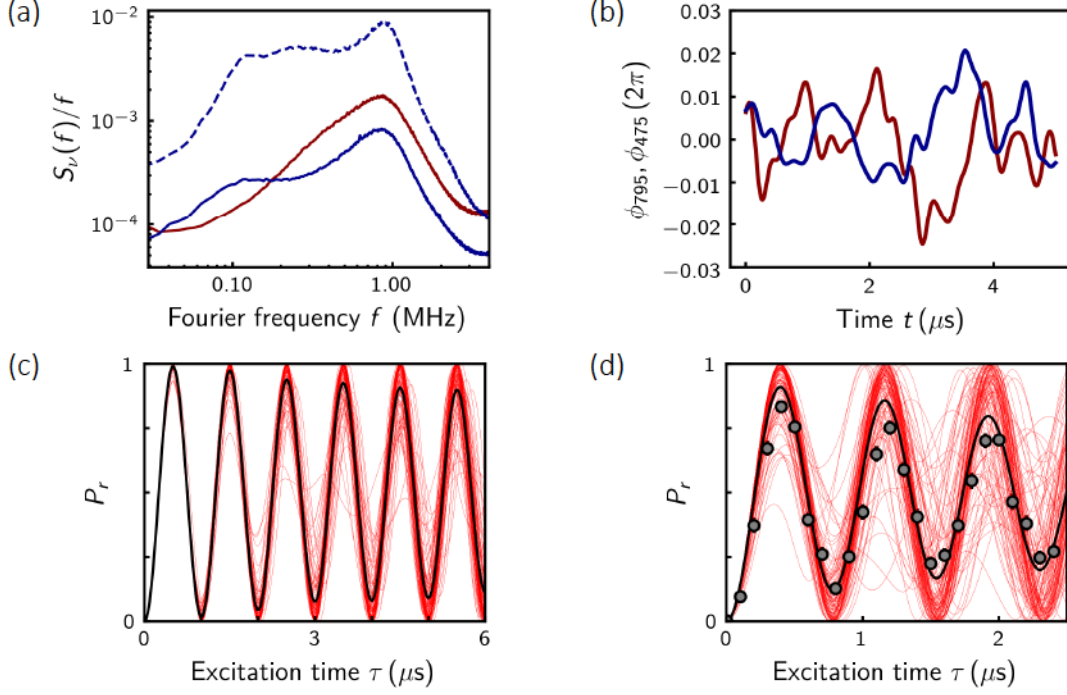 (a)
10⁻²
10⁻³
10⁻⁴
S_ν(f)/f
0.10
1.00
Fourier frequency f (MHz)
(b)
0.03
0.02
0.01
0.00
−0.01
−0.02
−0.03
ϕ₇₉₅, ϕ₄₇₅ (2π)
0
2
4
Time t (μs)
(c)
1
0
P_r
0
3
6
Excitation time τ (μs)
(d)
1
0
P_r
0
1
2
Excitation time τ (μs)